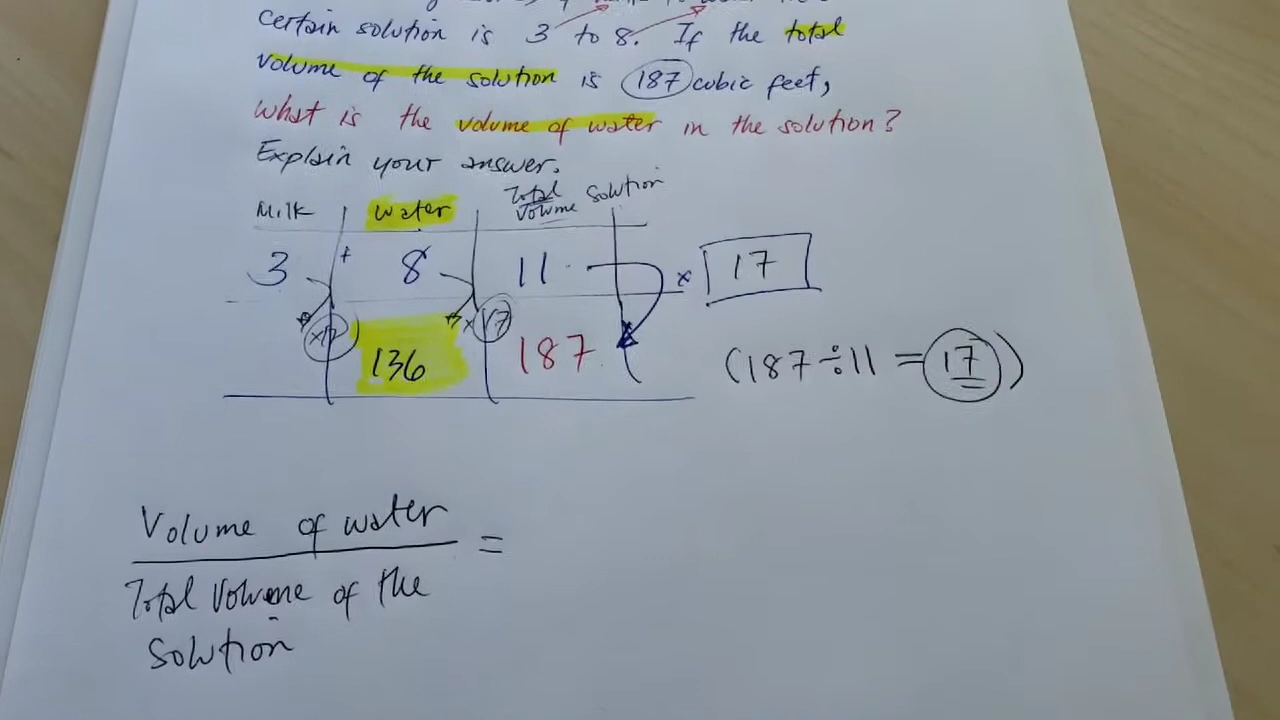 certain solution is 3 to 8. If the total
volume of the solution is 187 cubic feet,
What is the volume of water in the solution?
Explain your answer.
Milk water Total Volume Solution
3 + 8 11 x 17
x17 136 x17 187 (187÷11 = 17)
Volume of water =
Total Volume of the
Solution